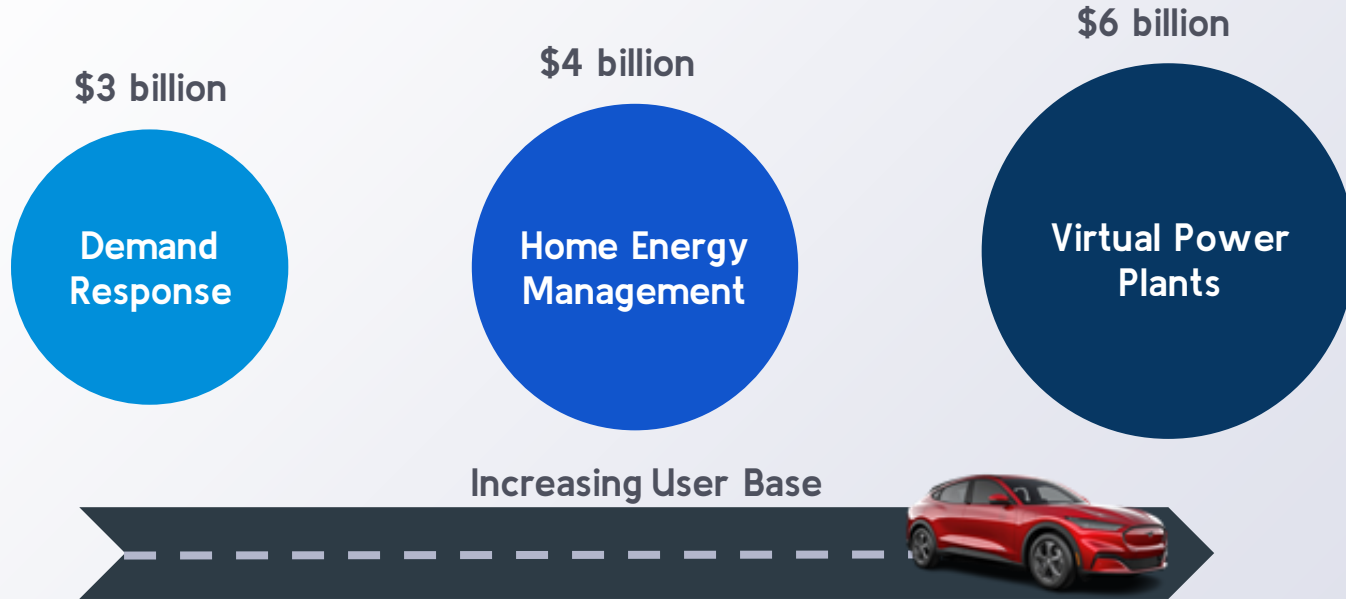 $3 billion
Demand
Response
$4 billion
Home Energy
Management
$6 billion
Virtual Power
Plants
Increasing User Base